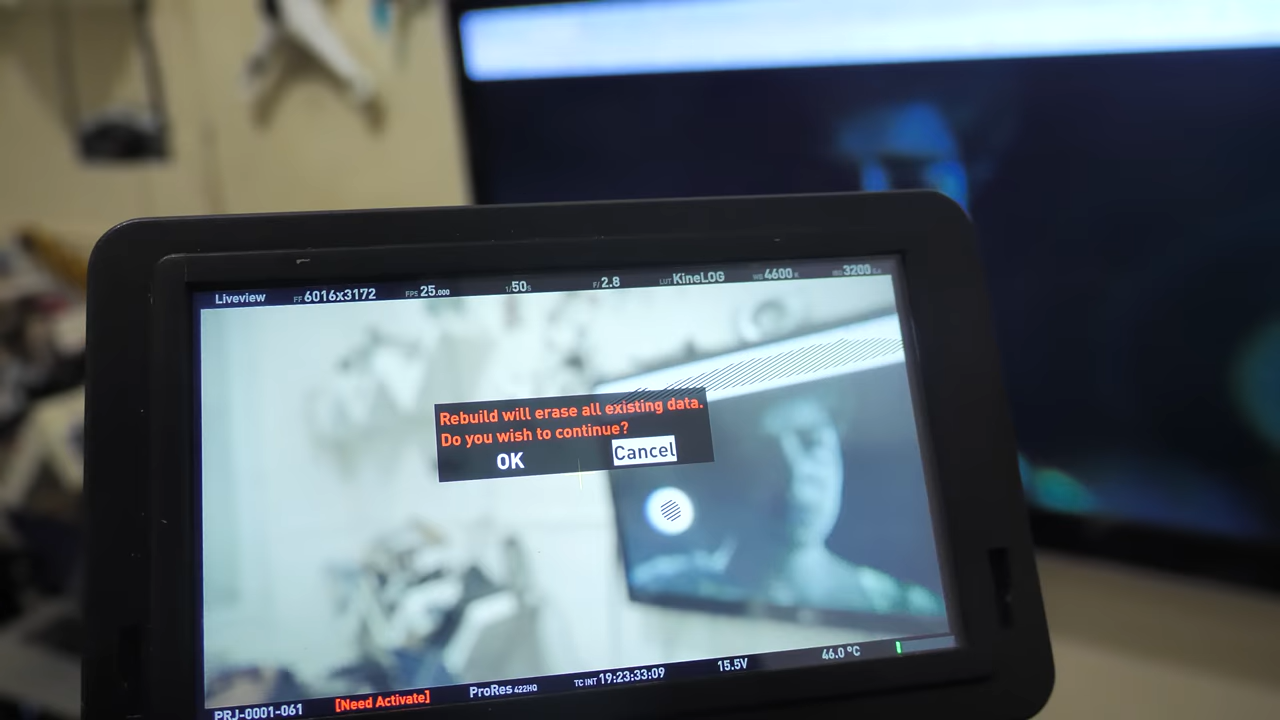 Liveview FF 6016x3172 FPS 25.000 1/50s F/2.8 LUT KineLOG WB 4600 K ISO 3200 E.I.
Rebuild will erase all existing data.
Do you wish to continue?
OK Cancel
PRJ-0001-061 [Need Activate] ProRes 422HQ TC INT 19:23:33:09 15.5V 46.0 °C